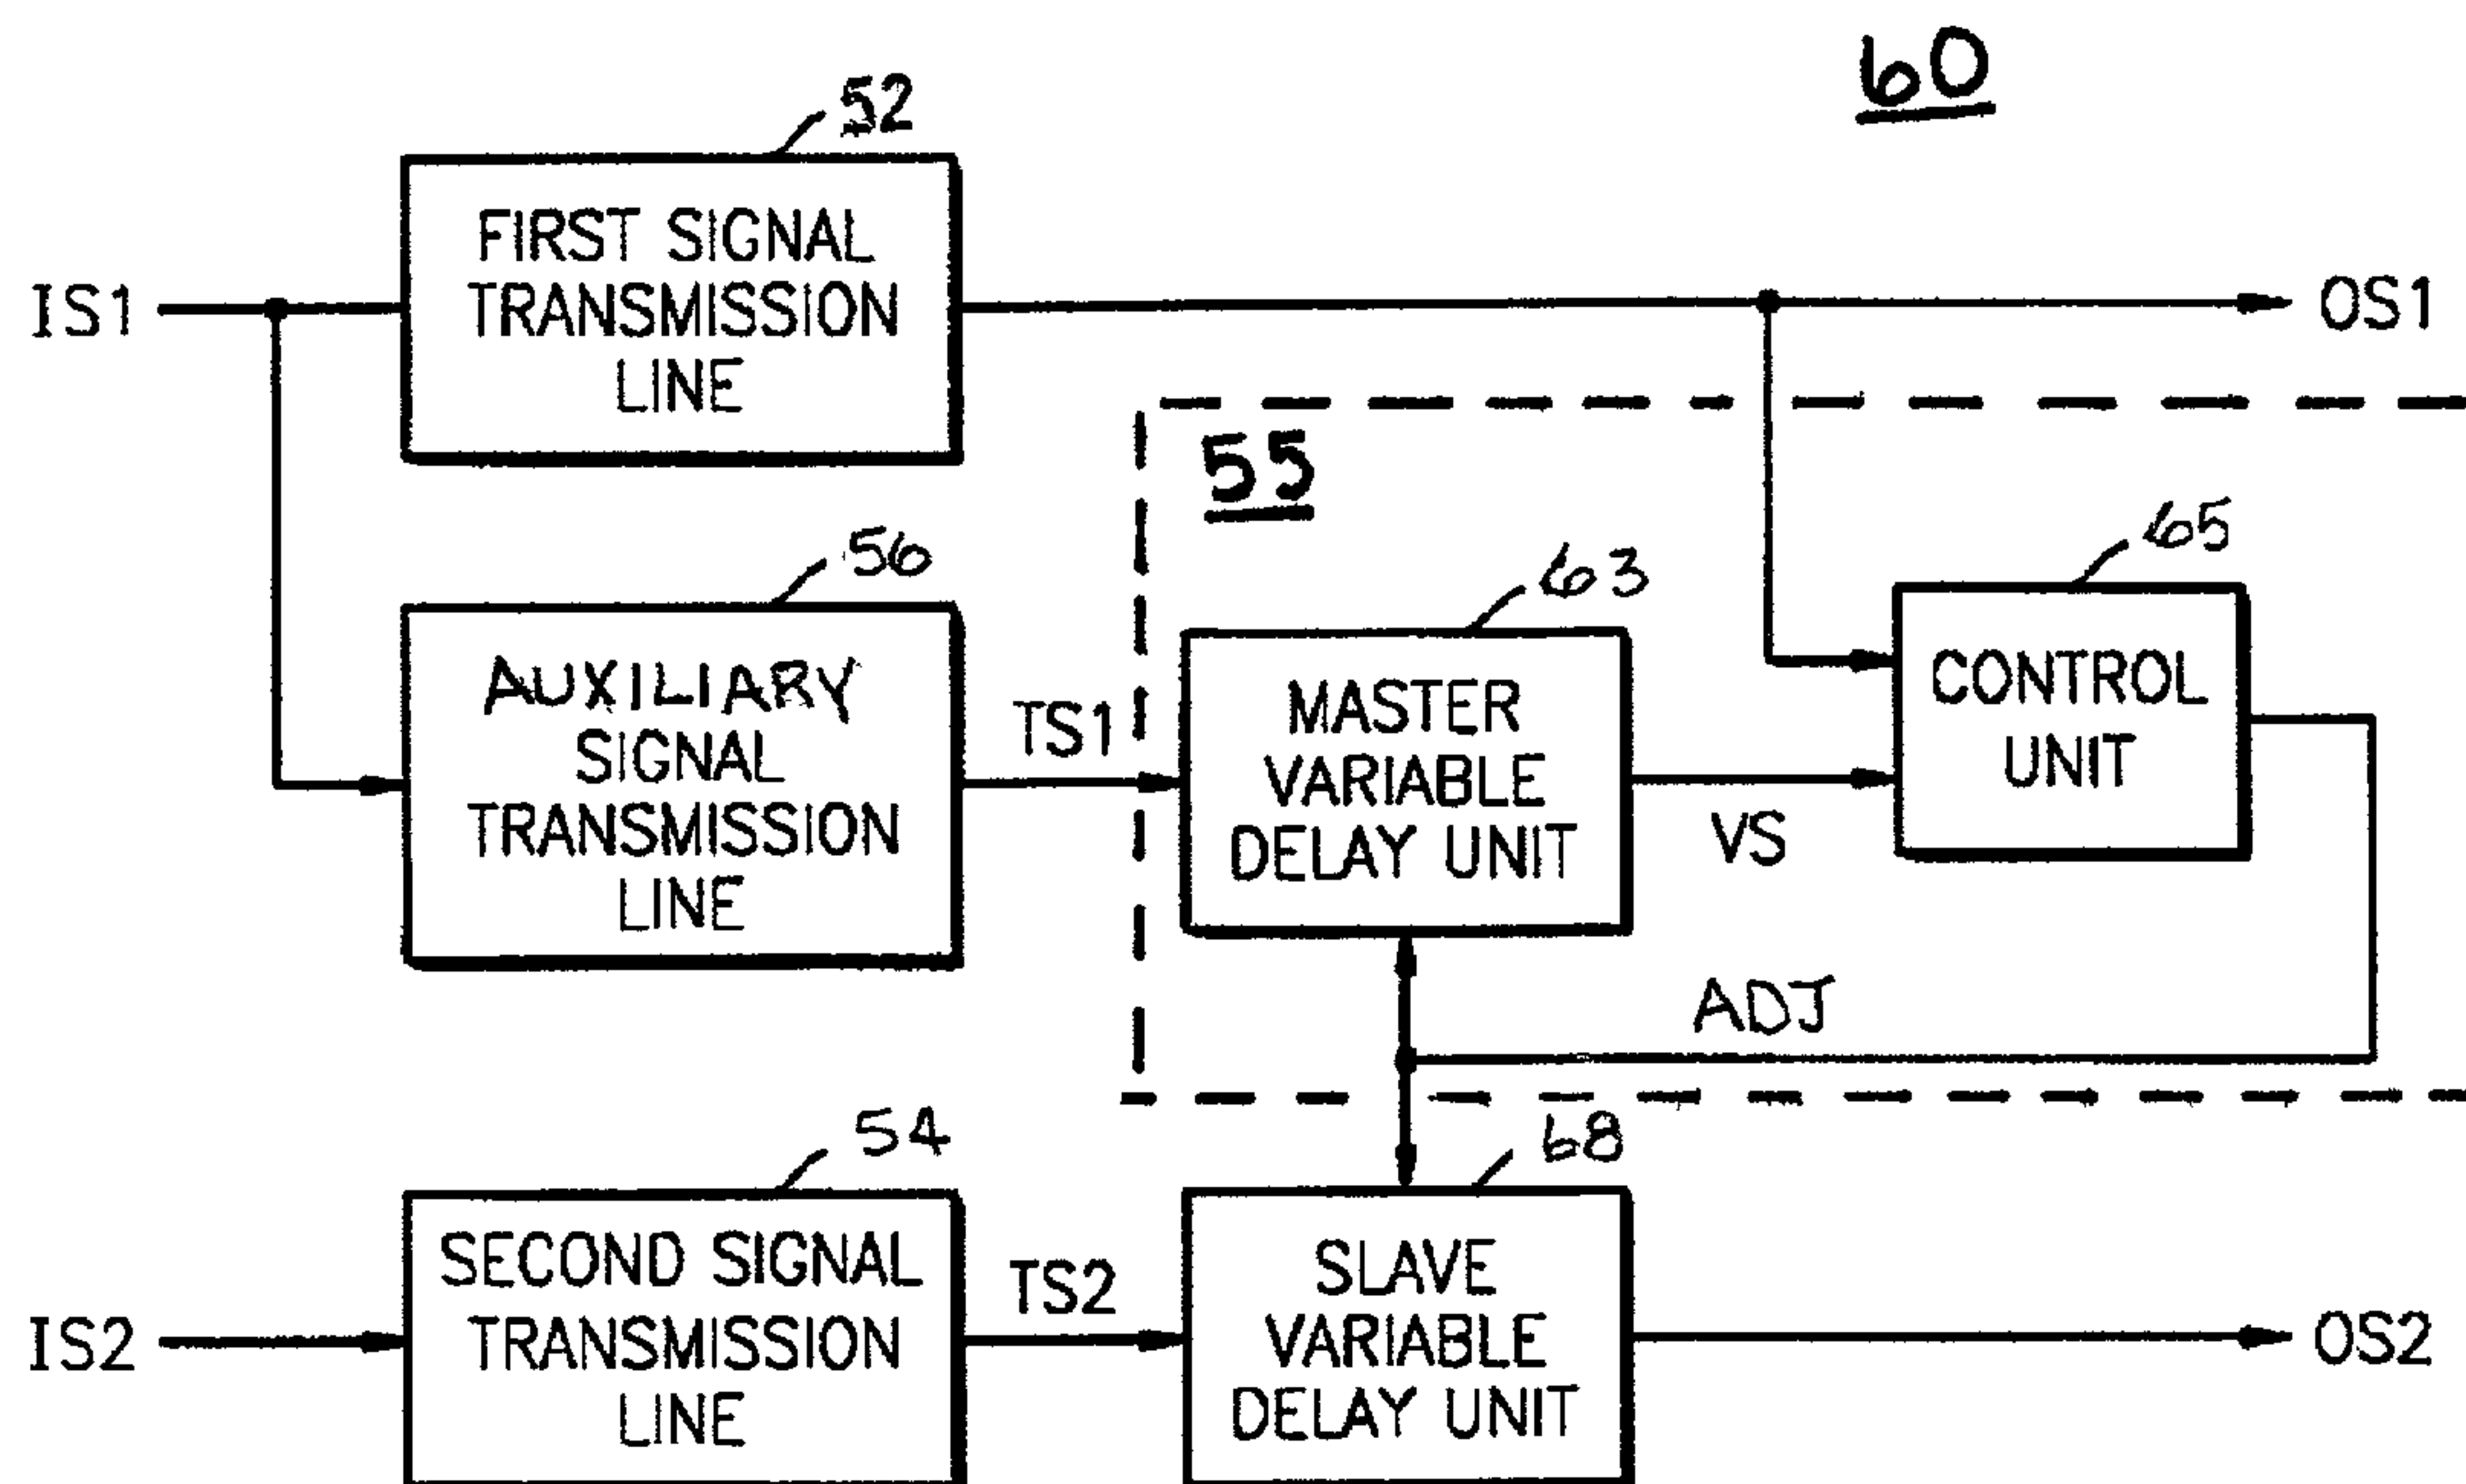 60
52
FIRST SIGNAL
TRANSMISSION
LINE
IS1
OS1
55
56
AUXILIARY
SIGNAL
TRANSMISSION
LINE
TS1
63
MASTER
VARIABLE
DELAY UNIT
VS
65
CONTROL
UNIT
ADJ
54
SECOND SIGNAL
TRANSMISSION
LINE
IS2
TS2
68
SLAVE
VARIABLE
DELAY UNIT
OS2